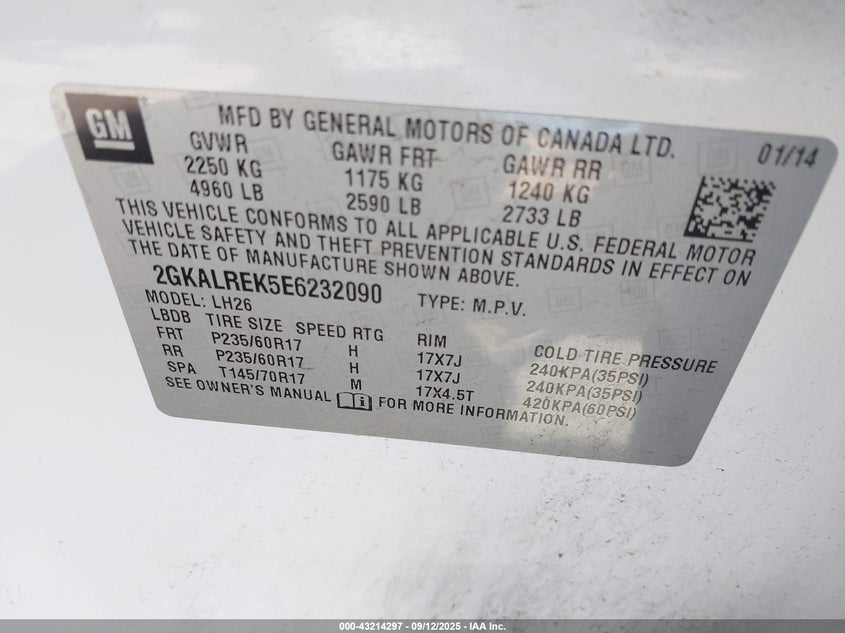 GM
MFD BY GENERAL MOTORS OF CANADA LTD.
01/14
GVWR GAWR FRT GAWR RR
2250 KG 1175 KG 1240 KG
4960 LB 2590 LB 2733 LB
THIS VEHICLE CONFORMS TO ALL APPLICABLE U.S. FEDERAL MOTOR
VEHICLE SAFETY AND THEFT PREVENTION STANDARDS IN EFFECT ON
THE DATE OF MANUFACTURE SHOWN ABOVE.
2GKALREK5E6232090 TYPE: M.P.V.
MODEL: LH26
LBDB TIRE SIZE SPEED RTG RIM COLD TIRE PRESSURE
FRT P235/60R17 H 17X7J 240KPA(35PSI)
RR P235/60R17 H 17X7J 240KPA(35PSI)
SPA T145/70R17 M 17X4.5T 420KPA(60PSI)
SEE OWNER'S MANUAL i FOR MORE INFORMATION.
000-43214297 - 09/12/2025 - IAA Inc.